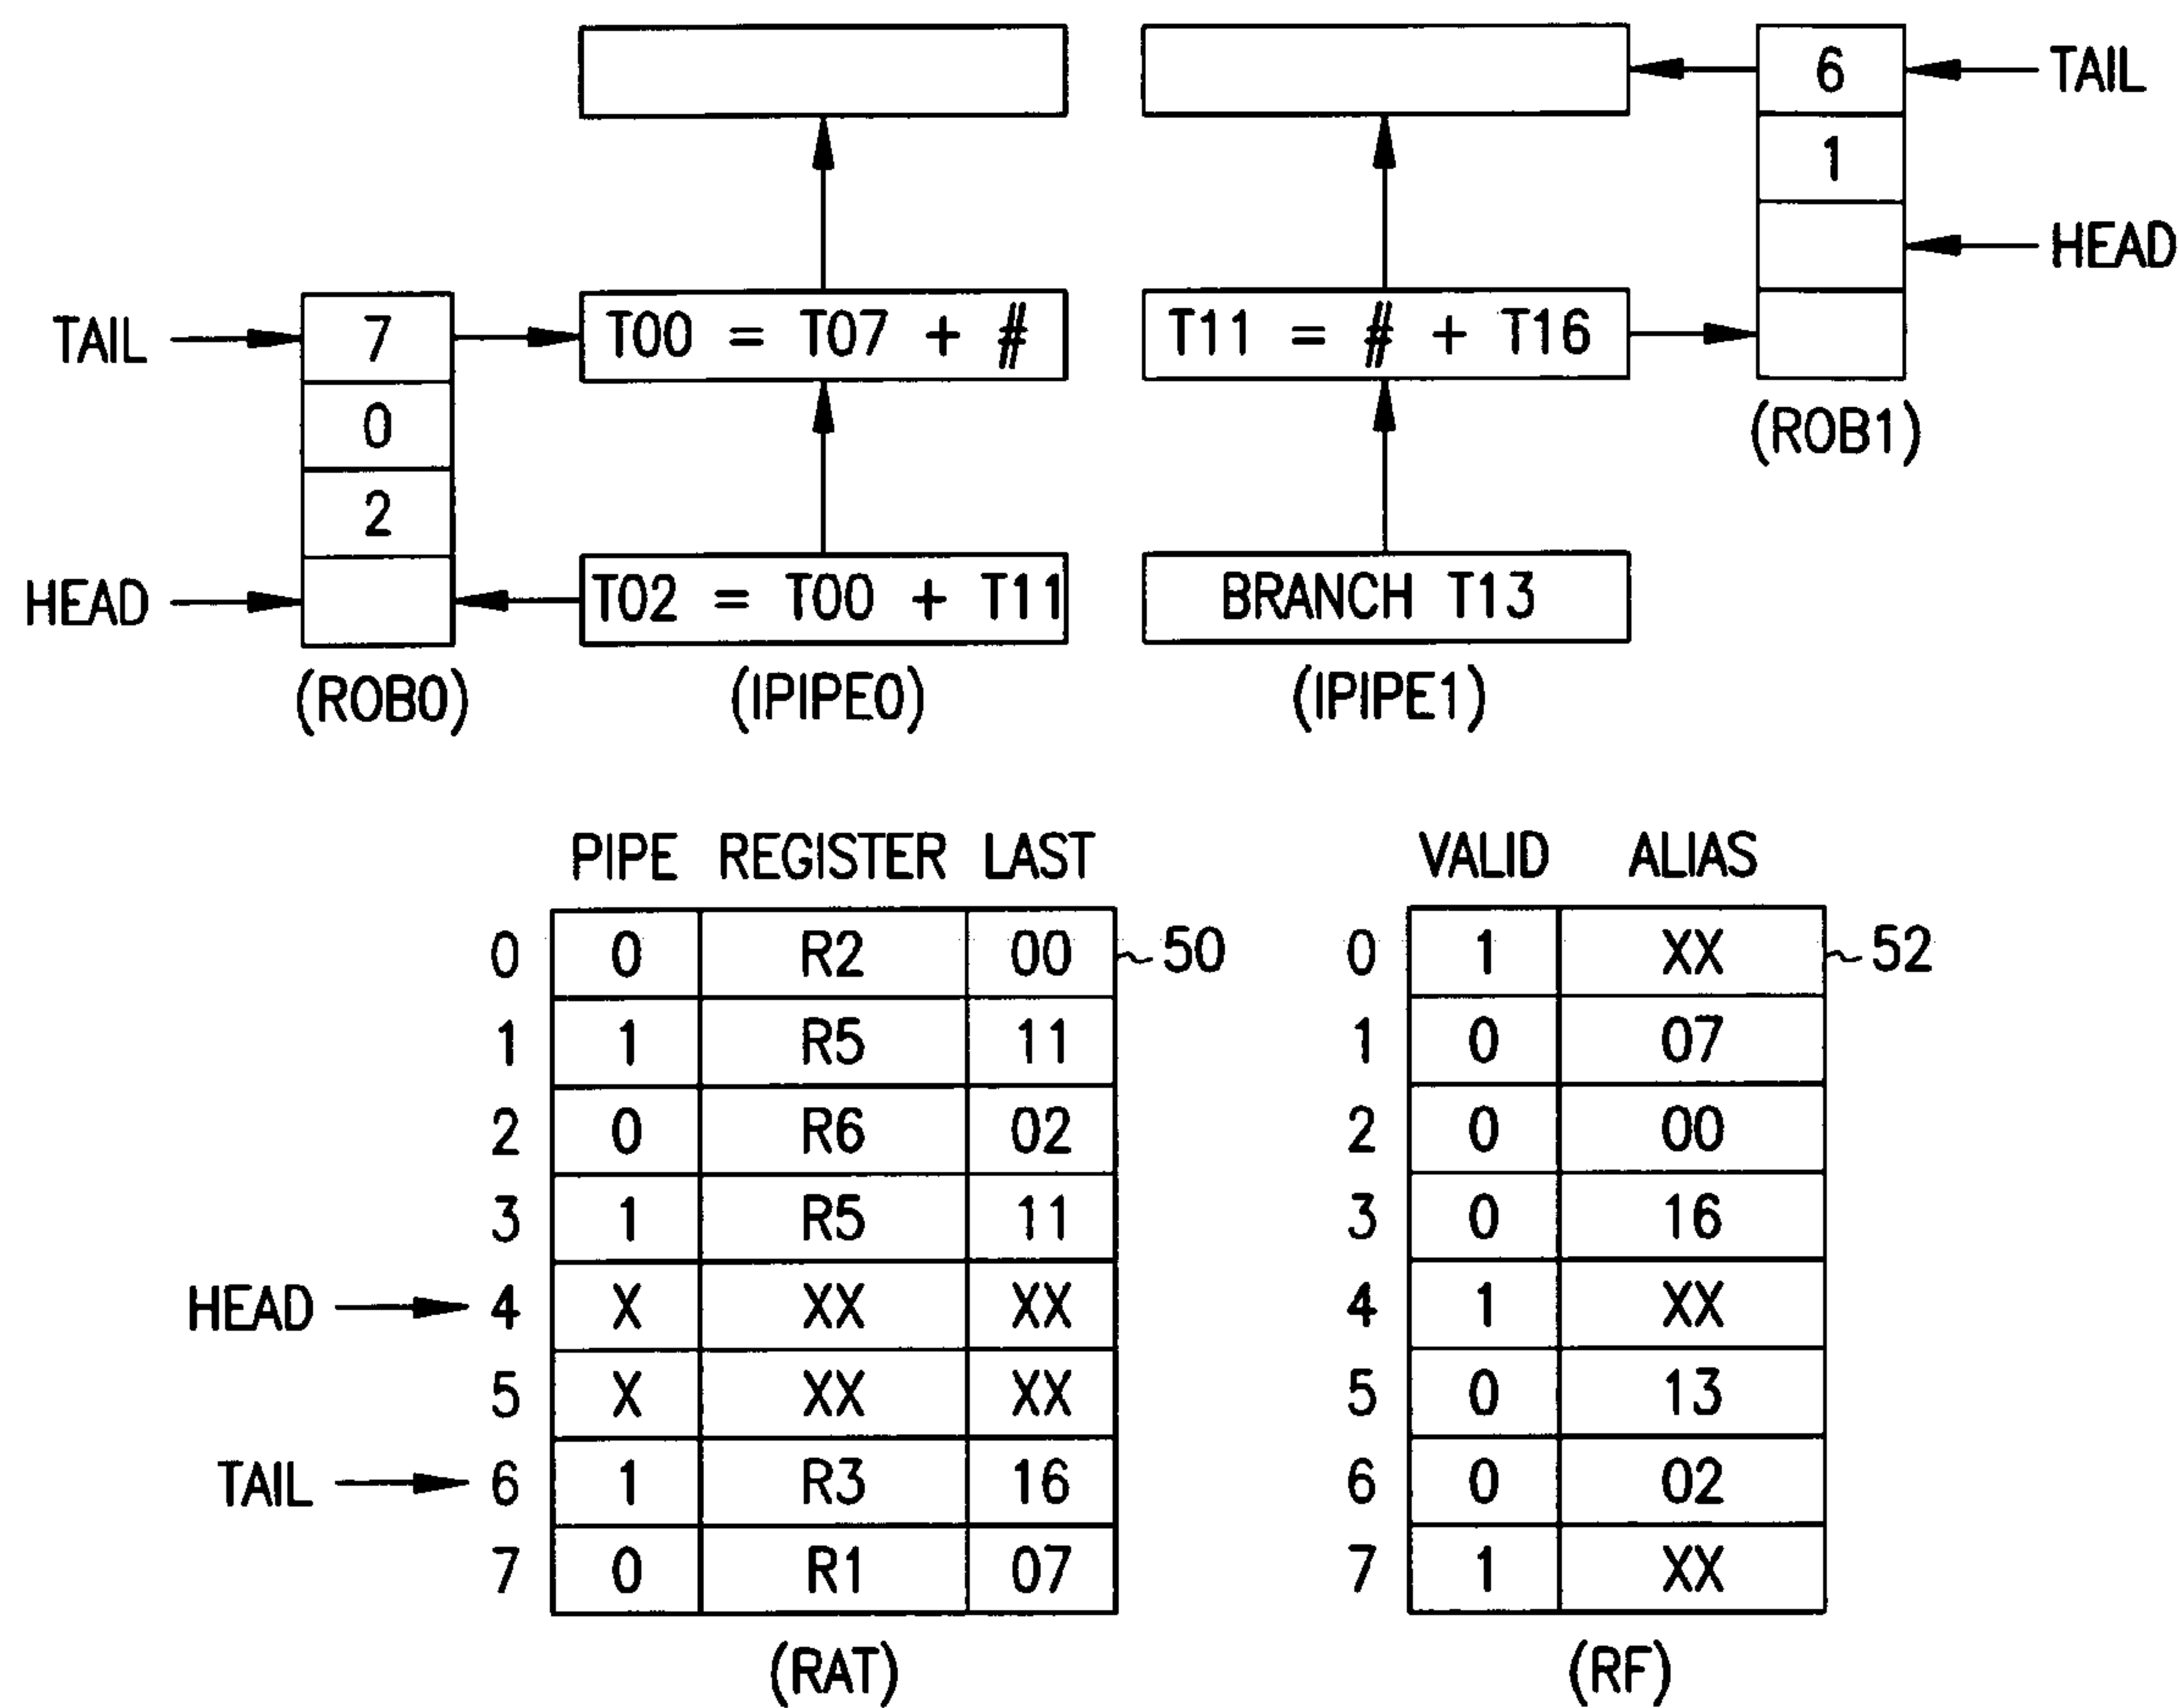 6 TAIL
1
HEAD
TAIL 7 T00 = T07 + # T11 = # + T16
0 (ROB1)
2
HEAD T02 = T00 + T11 BRANCH T13
(ROB0) (IPIPE0) (IPIPE1)
PIPE REGISTER LAST VALID ALIAS
0 0 R2 00 50 0 1 XX 52
1 1 R5 11 1 0 07
2 0 R6 02 2 0 00
3 1 R5 11 3 0 16
HEAD 4 X XX XX 4 1 XX
5 X XX XX 5 0 13
TAIL 6 1 R3 16 6 0 02
7 0 R1 07 7 1 XX
(RAT) (RF)